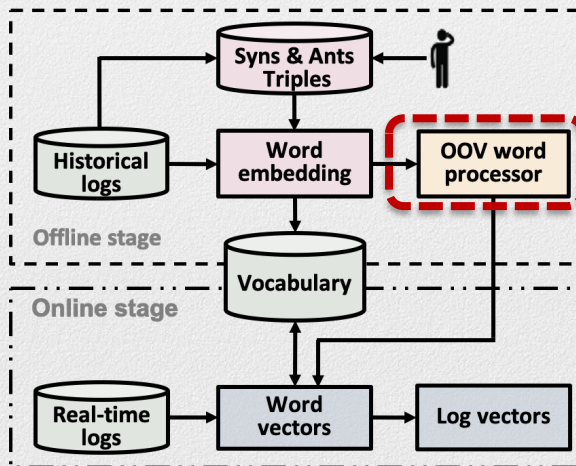 Syns & Ants
Triples
Historical
logs
Word
embedding
OOV word
processor
Offline stage
Vocabulary
Online stage
Real-time
logs
Word
vectors
Log vectors